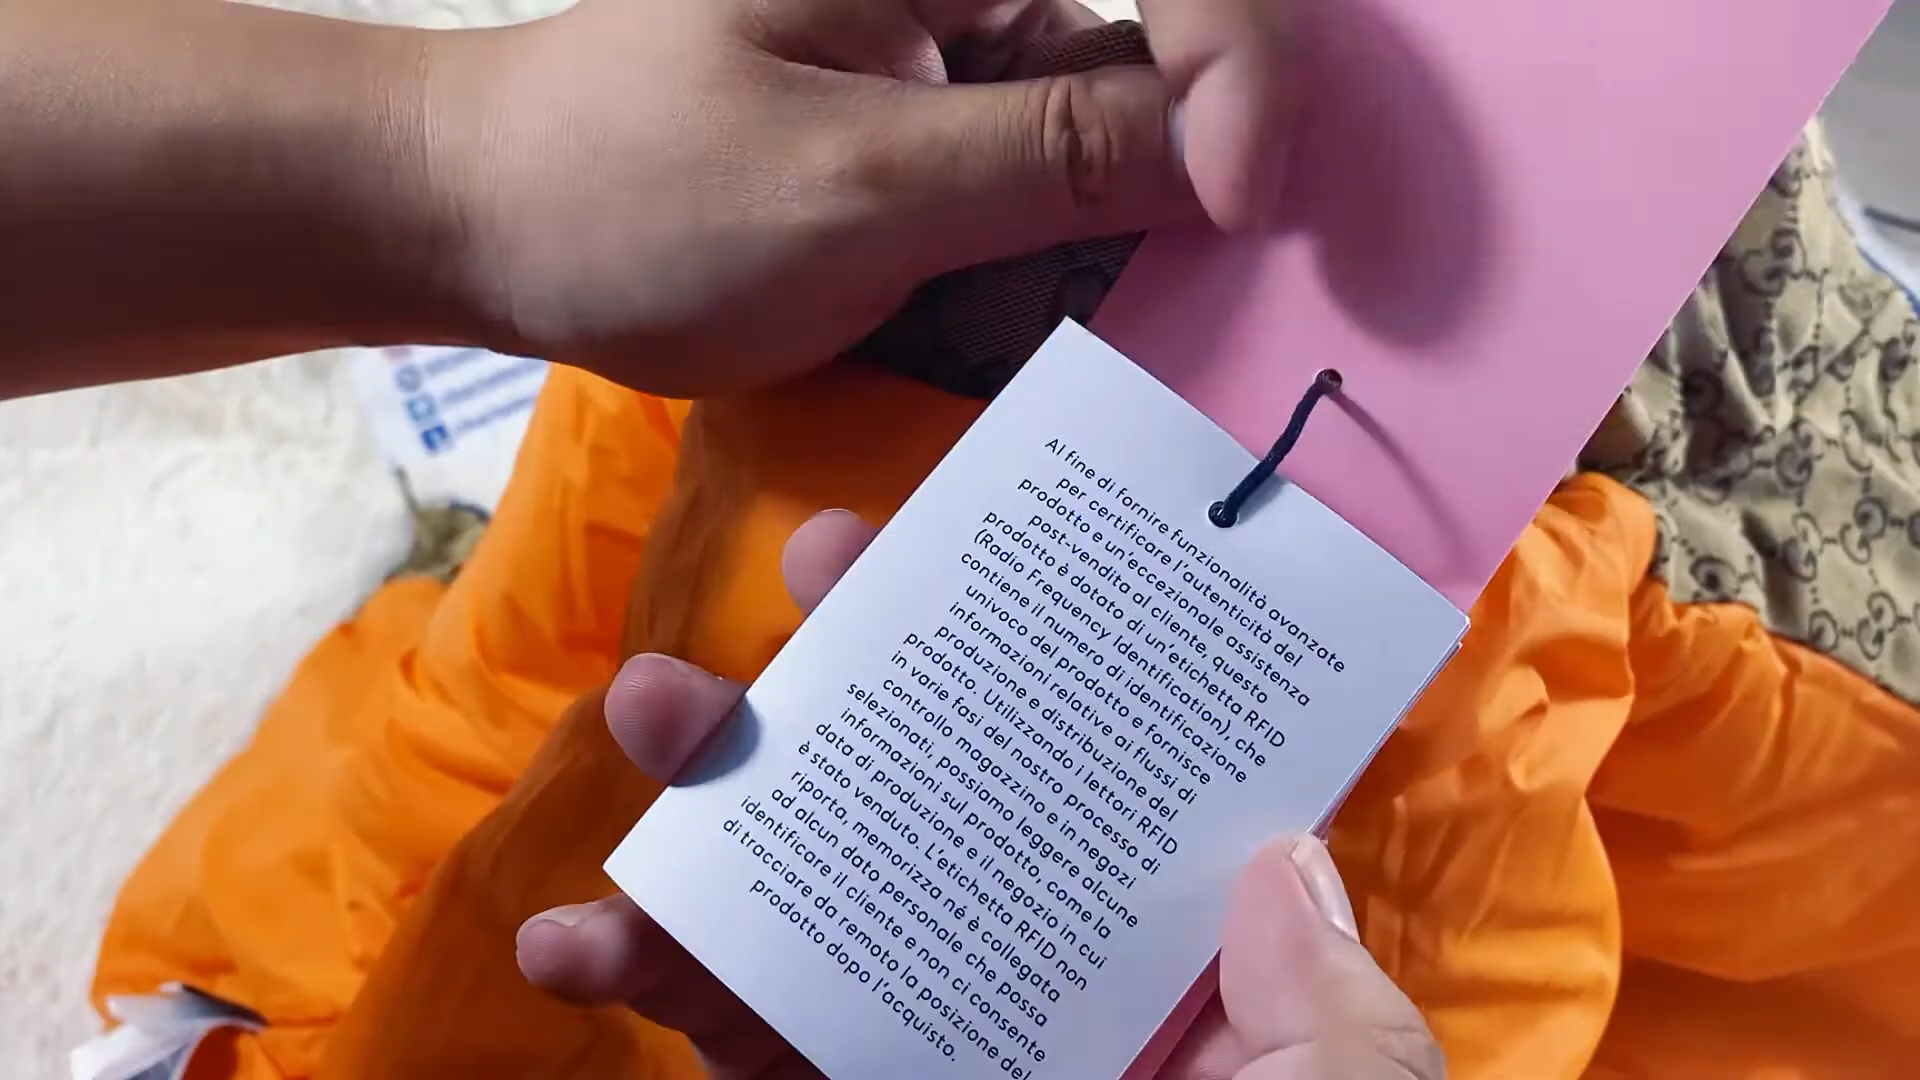 Al fine di fornire funzionalità avanzate
per certificare l'autenticità del
prodotto e un'eccezionale assistenza
post-vendita al cliente, questo
prodotto è dotato di un'etichetta RFID
(Radio Frequency Identification), che
contiene il numero di identificazione
univoco del prodotto e fornisce
informazioni relative ai flussi di
produzione e distribuzione del
prodotto. Utilizzando i lettori RFID
in varie fasi del nostro processo di
controllo magazzino e in negozi
selezionati, possiamo leggere alcune
informazioni sul prodotto, come la
data di produzione e il negozio in cui
è stato venduto. L'etichetta RFID non
riporta, memorizza né è collegata
ad alcun dato personale che possa
identificare il cliente e non ci consente
di tracciare da remoto la posizione del
prodotto dopo l'acquisto.